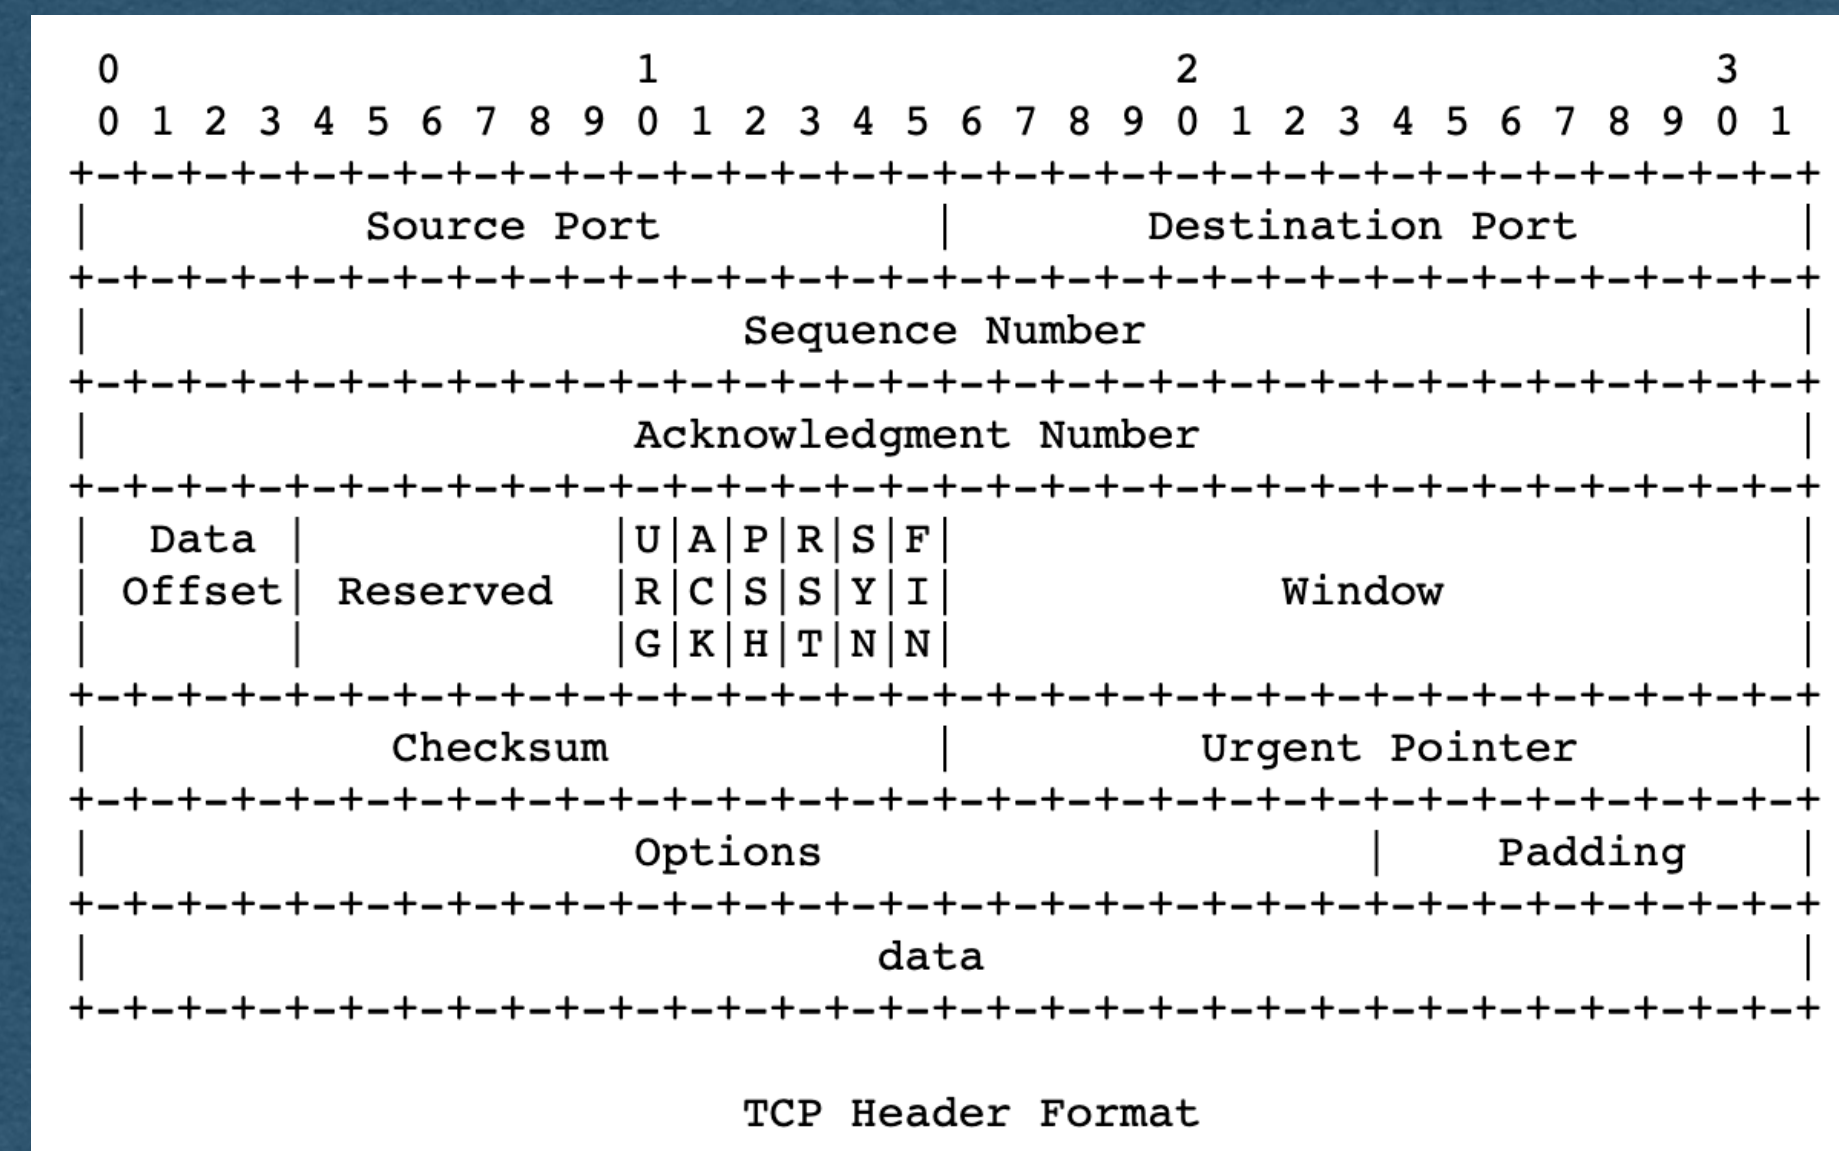 0                   1                   2                   3
 0 1 2 3 4 5 6 7 8 9 0 1 2 3 4 5 6 7 8 9 0 1 2 3 4 5 6 7 8 9 0 1
+-+-+-+-+-+-+-+-+-+-+-+-+-+-+-+-+-+-+-+-+-+-+-+-+-+-+-+-+-+-+-+-+
|          Source Port          |       Destination Port        |
+-+-+-+-+-+-+-+-+-+-+-+-+-+-+-+-+-+-+-+-+-+-+-+-+-+-+-+-+-+-+-+-+
|                        Sequence Number                        |
+-+-+-+-+-+-+-+-+-+-+-+-+-+-+-+-+-+-+-+-+-+-+-+-+-+-+-+-+-+-+-+-+
|                    Acknowledgment Number                      |
+-+-+-+-+-+-+-+-+-+-+-+-+-+-+-+-+-+-+-+-+-+-+-+-+-+-+-+-+-+-+-+-+
|  Data |           |U|A|P|R|S|F|                               |
| Offset| Reserved  |R|C|S|S|Y|I|            Window             |
|       |           |G|K|H|T|N|N|                               |
+-+-+-+-+-+-+-+-+-+-+-+-+-+-+-+-+-+-+-+-+-+-+-+-+-+-+-+-+-+-+-+-+
|           Checksum            |         Urgent Pointer        |
+-+-+-+-+-+-+-+-+-+-+-+-+-+-+-+-+-+-+-+-+-+-+-+-+-+-+-+-+-+-+-+-+
|                    Options                    |    Padding    |
+-+-+-+-+-+-+-+-+-+-+-+-+-+-+-+-+-+-+-+-+-+-+-+-+-+-+-+-+-+-+-+-+
|                             data                              |
+-+-+-+-+-+-+-+-+-+-+-+-+-+-+-+-+-+-+-+-+-+-+-+-+-+-+-+-+-+-+-+-+
                        TCP Header Format